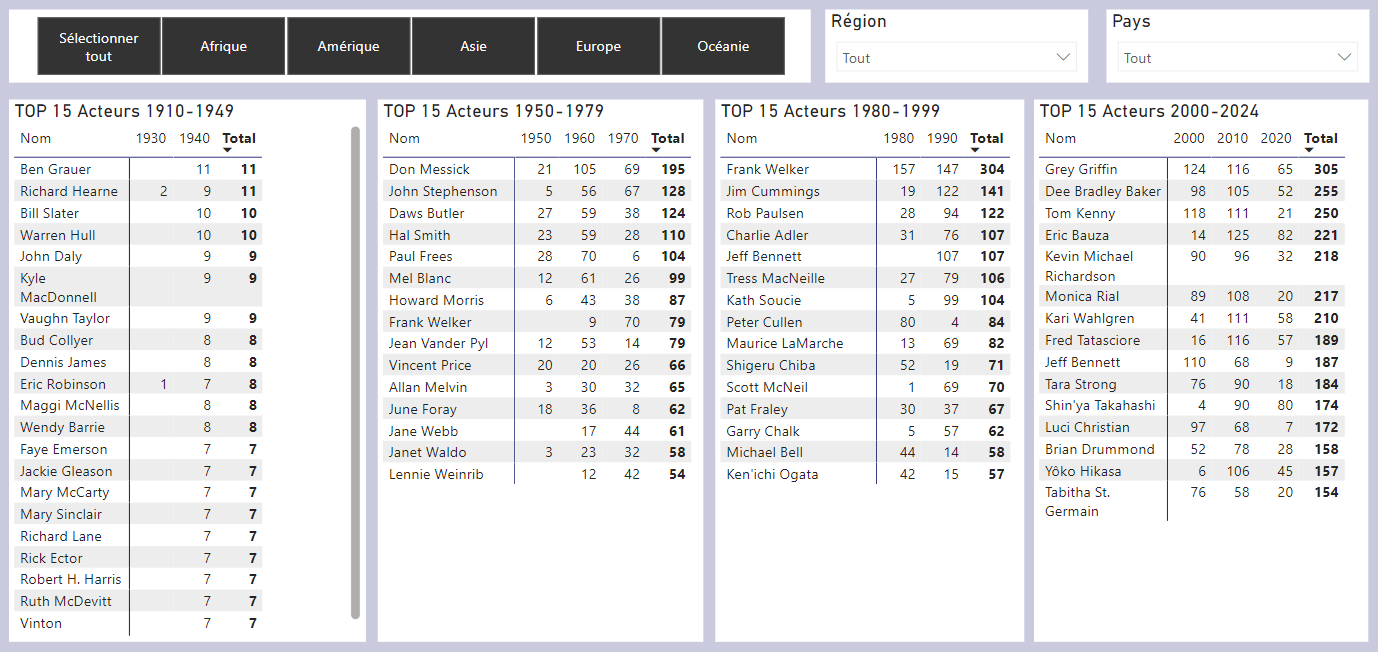 Sélectionner
tout
Afrique
Amérique
Asie
Europe
Océanie
Région
Tout
Pays
Tout
TOP 15 Acteurs 1910-1949
Nom 1930 1940 Total
Ben Grauer 11 11
Richard Hearne 2 9 11
Bill Slater 10 10
Warren Hull 10 10
John Daly 9 9
Kyle 9 9
MacDonnell
Vaughn Taylor 9 9
Bud Collyer 8 8
Dennis James 8 8
Eric Robinson 1 7 8
Maggi McNellis 8 8
Wendy Barrie 8 8
Faye Emerson 7 7
Jackie Gleason 7 7
Mary McCarty 7 7
Mary Sinclair 7 7
Richard Lane 7 7
Rick Ector 7 7
Robert H. Harris 7 7
Ruth McDevitt 7 7
Vinton 7 7
TOP 15 Acteurs 1950-1979
Nom 1950 1960 1970 Total
Don Messick 21 105 69 195
John Stephenson 5 56 67 128
Daws Butler 27 59 38 124
Hal Smith 23 59 28 110
Paul Frees 28 70 6 104
Mel Blanc 12 61 26 99
Howard Morris 6 43 38 87
Frank Welker 9 70 79
Jean Vander Pyl 12 53 14 79
Vincent Price 20 20 26 66
Allan Melvin 3 30 32 65
June Foray 18 36 8 62
Jane Webb 17 44 61
Janet Waldo 3 23 32 58
Lennie Weinrib 12 42 54
TOP 15 Acteurs 1980-1999
Nom 1980 1990 Total
Frank Welker 157 147 304
Jim Cummings 19 122 141
Rob Paulsen 28 94 122
Charlie Adler 31 76 107
Jeff Bennett 107 107
Tress MacNeille 27 79 106
Kath Soucie 5 99 104
Peter Cullen 80 4 84
Maurice LaMarche 13 69 82
Shigeru Chiba 52 19 71
Scott McNeil 1 69 70
Pat Fraley 30 37 67
Garry Chalk 5 57 62
Michael Bell 44 14 58
Ken'ichi Ogata 42 15 57
TOP 15 Acteurs 2000-2024
Nom 2000 2010 2020 Total
Grey Griffin 124 116 65 305
Dee Bradley Baker 98 105 52 255
Tom Kenny 118 111 21 250
Eric Bauza 14 125 82 221
Kevin Michael 90 96 32 218
Richardson
Monica Rial 89 108 20 217
Kari Wahlgren 41 111 58 210
Fred Tatasciore 16 116 57 189
Jeff Bennett 110 68 9 187
Tara Strong 76 90 18 184
Shin'ya Takahashi 4 90 80 174
Luci Christian 97 68 7 172
Brian Drummond 52 78 28 158
Yôko Hikasa 6 106 45 157
Tabitha St. 76 58 20 154
Germain